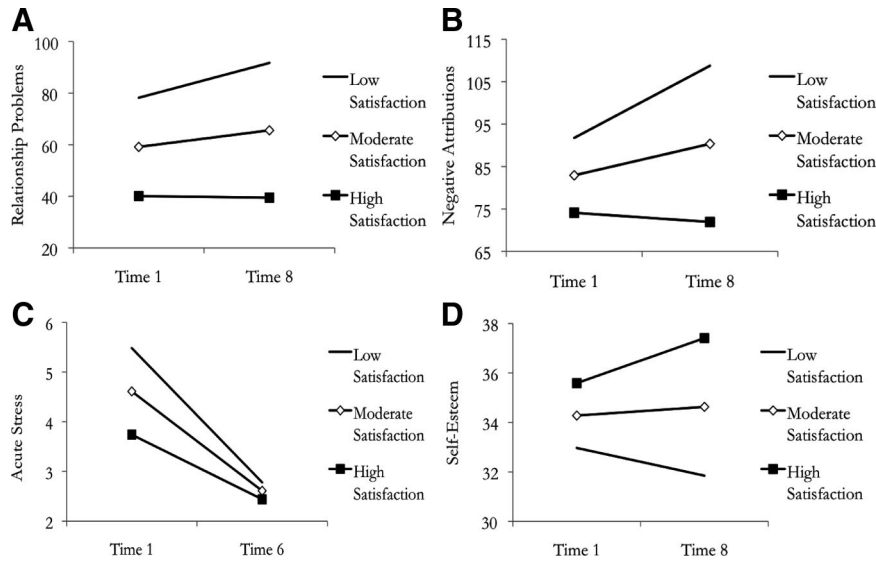 A
Relationship Problems
100
80
60
40
20
Time 1
Time 8
Low
Satisfaction
Moderate
Satisfaction
High
Satisfaction
B
Negative Attributions
115
105
95
85
75
65
Time 1
Time 8
Low
Satisfaction
Moderate
Satisfaction
High
Satisfaction
C
Acute Stress
6
5
4
3
2
Time 1
Time 6
Low
Satisfaction
Moderate
Satisfaction
High
Satisfaction
D
Self-Esteem
38
36
34
32
30
Time 1
Time 8
Low
Satisfaction
Moderate
Satisfaction
High
Satisfaction